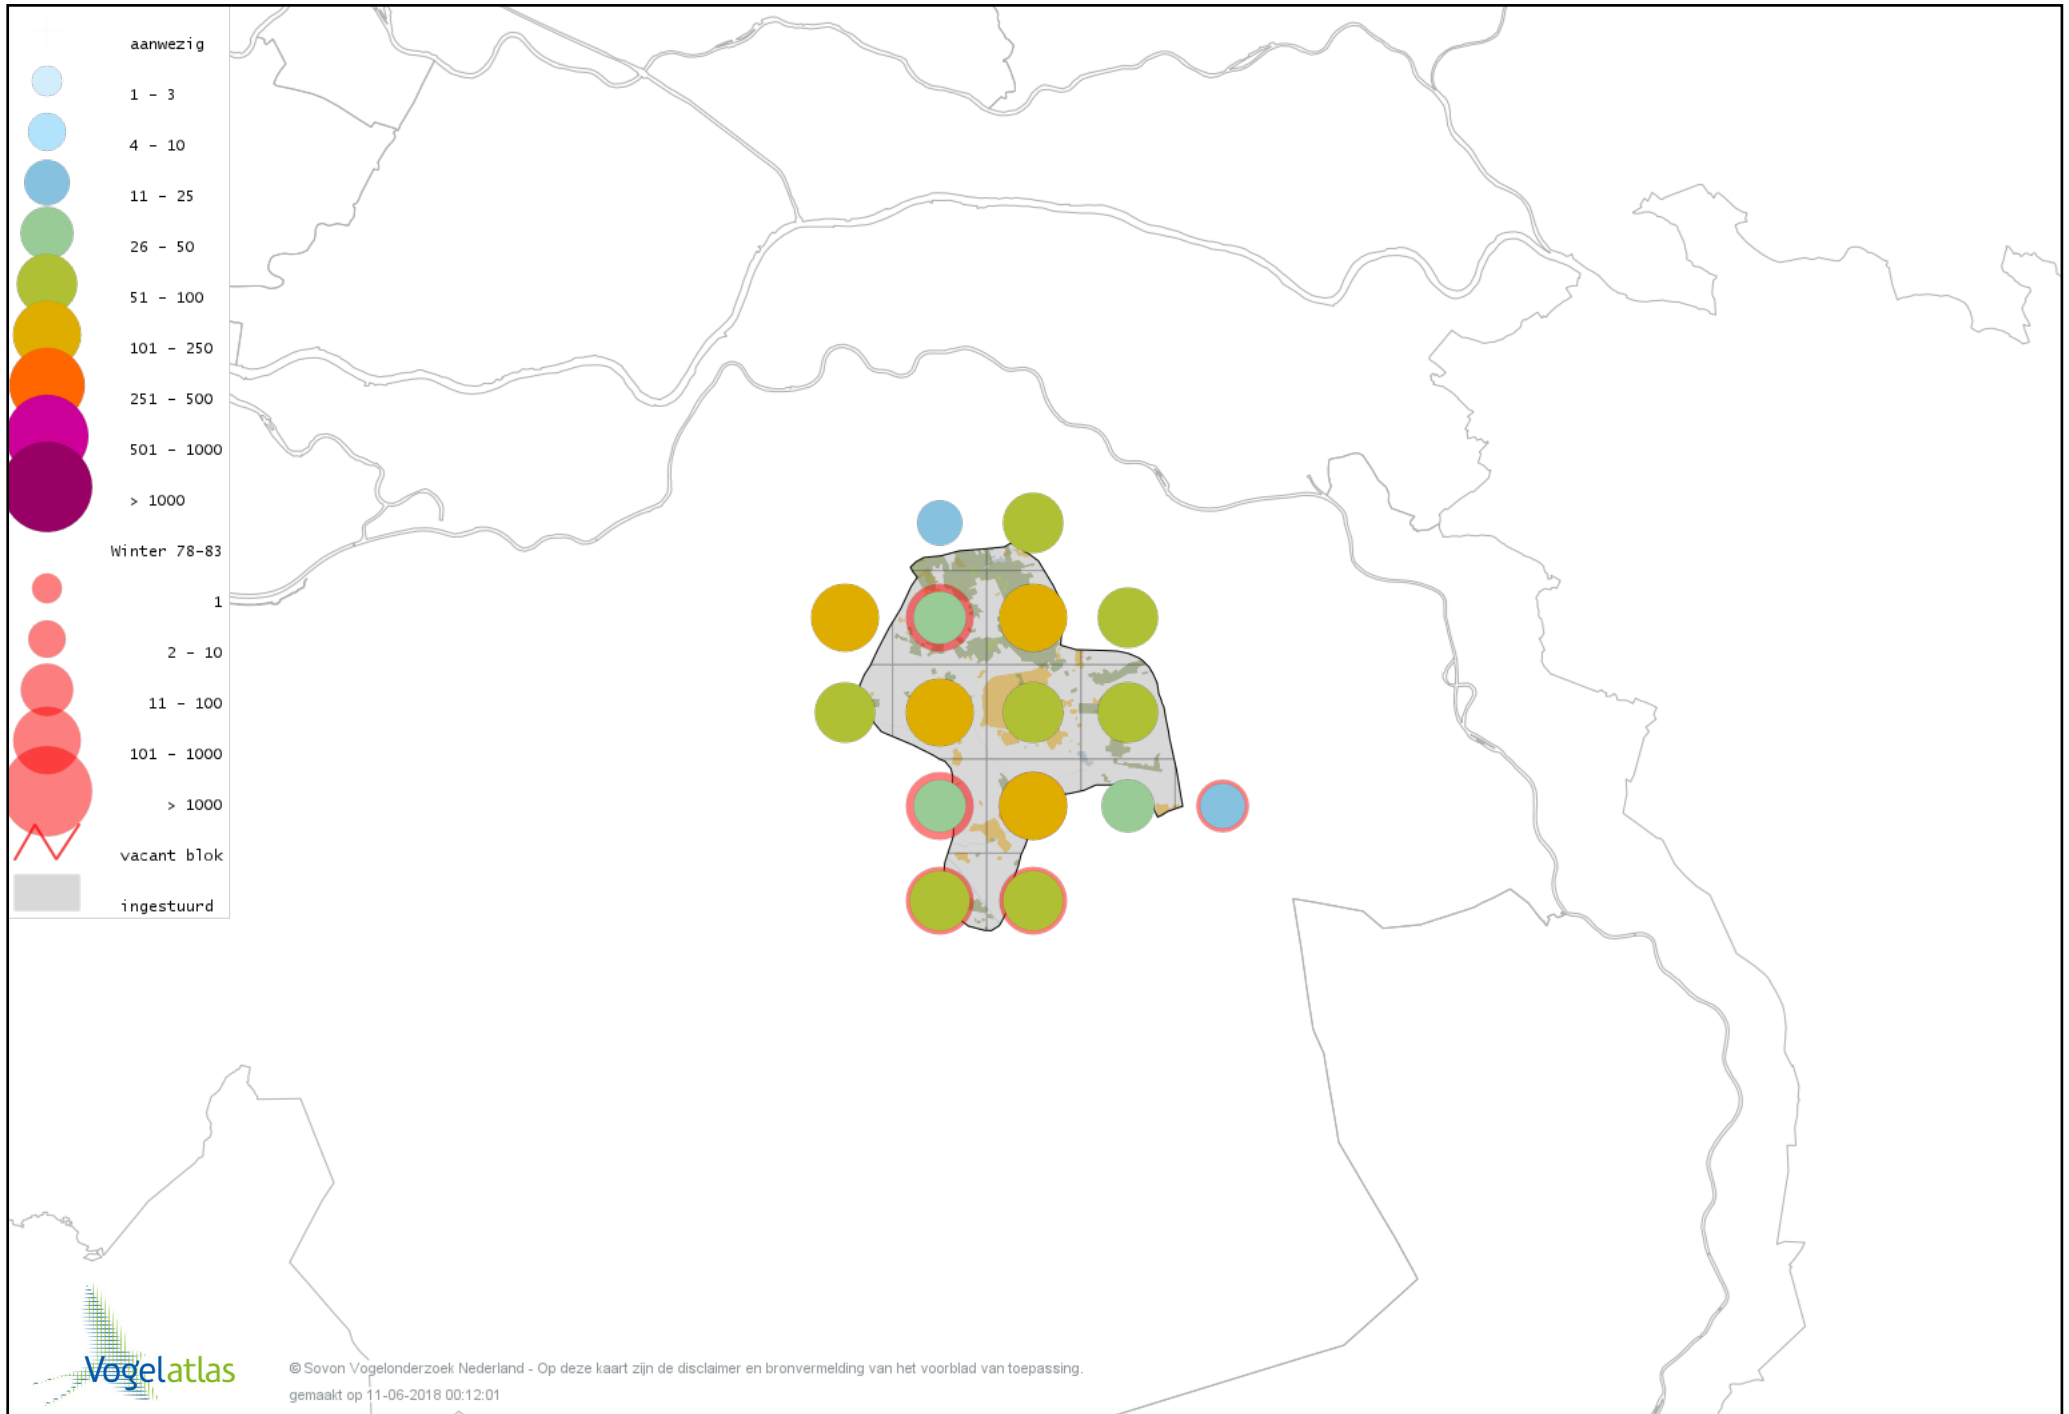 aanwezig
1 - 3
4 - 10
11 - 25
26 - 50
51 - 100
101 - 250
251 - 500
501 - 1000
> 1000
Winter 78-83
1
2 - 10
11 - 100
101 - 1000
> 1000
vacant blok
ingestuurd
Vogelatlas
© Sovon Vogelonderzoek Nederland - Op deze kaart zijn de disclaimer en bronvermelding van het voorblad van toepassing.
gemaakt op 11-06-2018 00:12:01